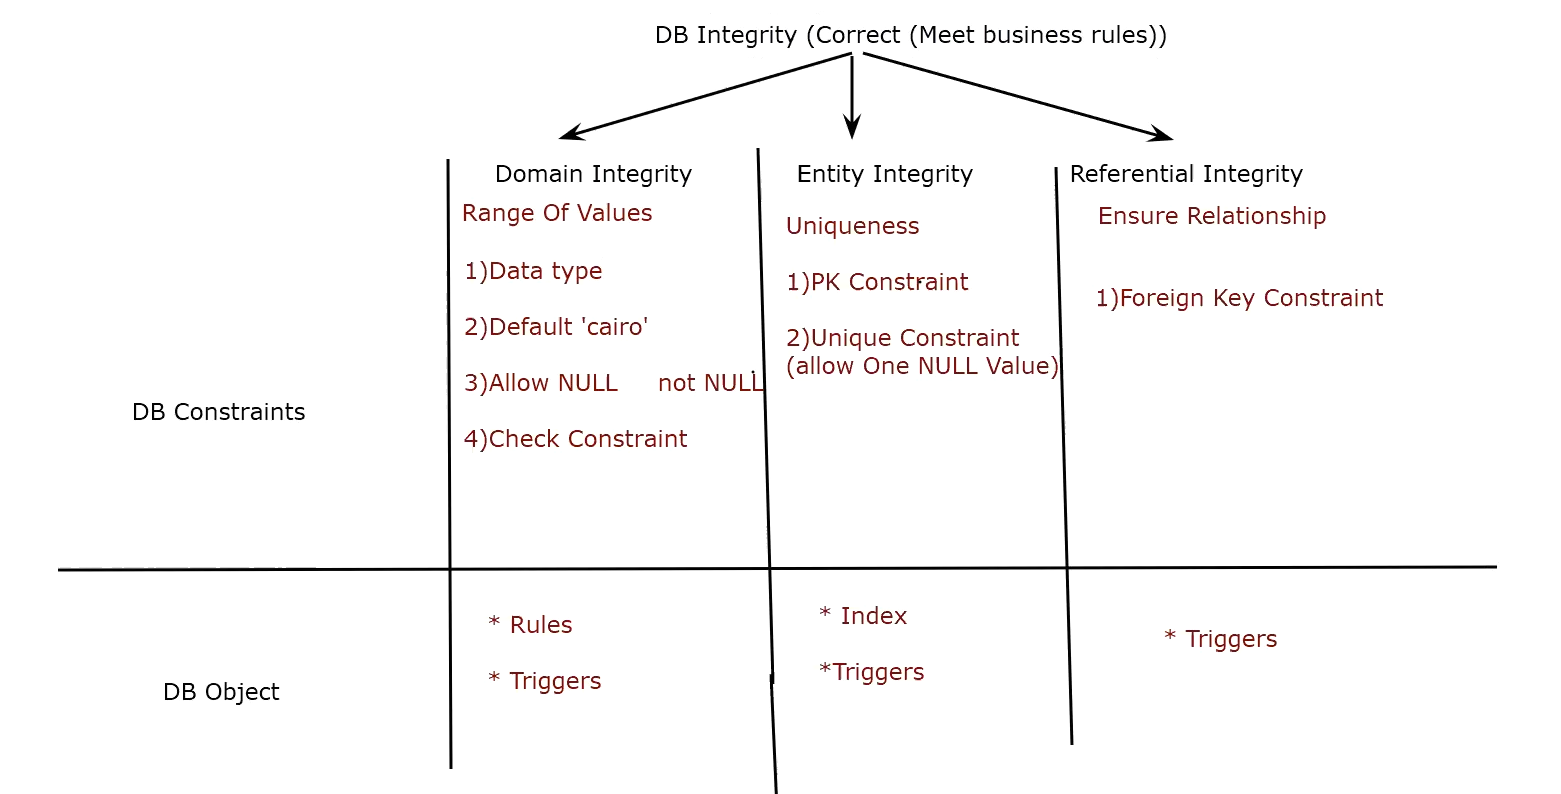 DB Integrity (Correct (Meet business rules))
Domain Integrity
Entity Integrity
Referential Integrity
Range Of Values
Uniqueness
Ensure Relationship
1)Data type
1)PK Constraint
1)Foreign Key Constraint
2)Default 'cairo'
2)Unique Constraint
(allow One NULL Value)
3)Allow NULL not NULL
4)Check Constraint
DB Constraints
* Rules
* Index
* Triggers
*Triggers
* Triggers
DB Object